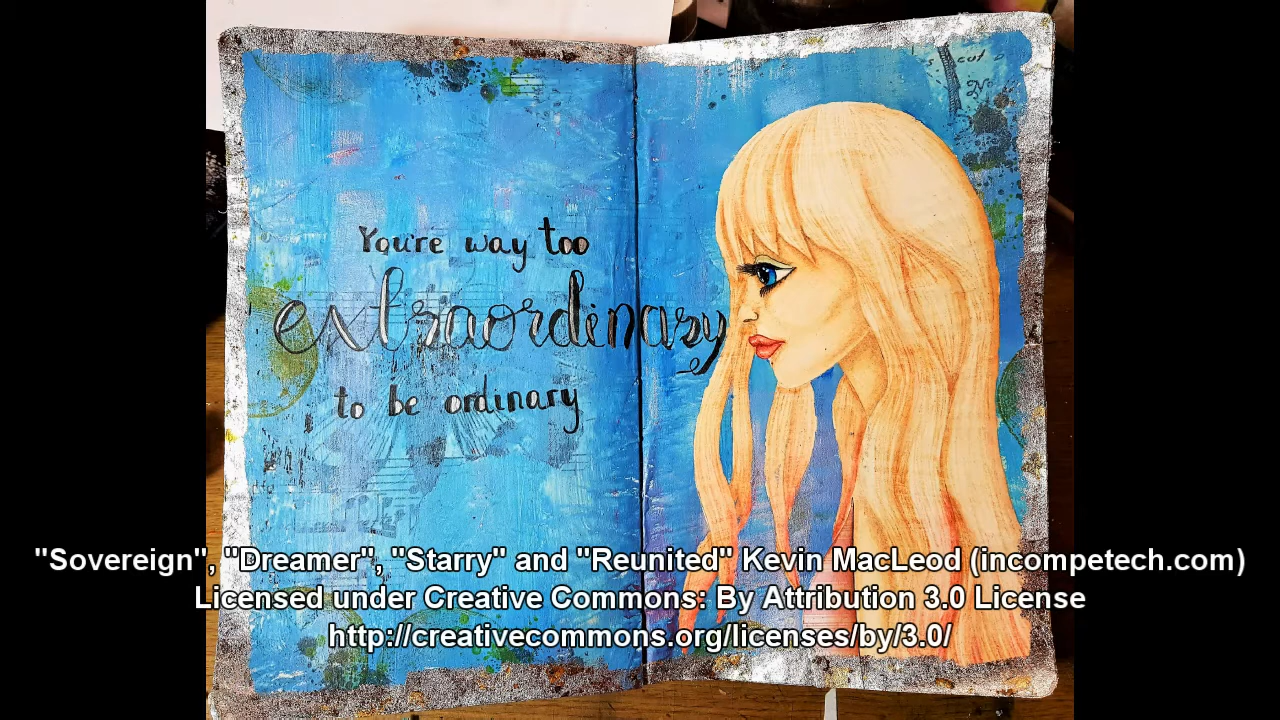 You're way too
extraordinary
to be ordinary
cut
"Sovereign", "Dreamer", "Starry" and "Reunited" Kevin MacLeod (incompetech.com)
Licensed under Creative Commons: By Attribution 3.0 License
http://creativecommons.org/licenses/by/3.0/